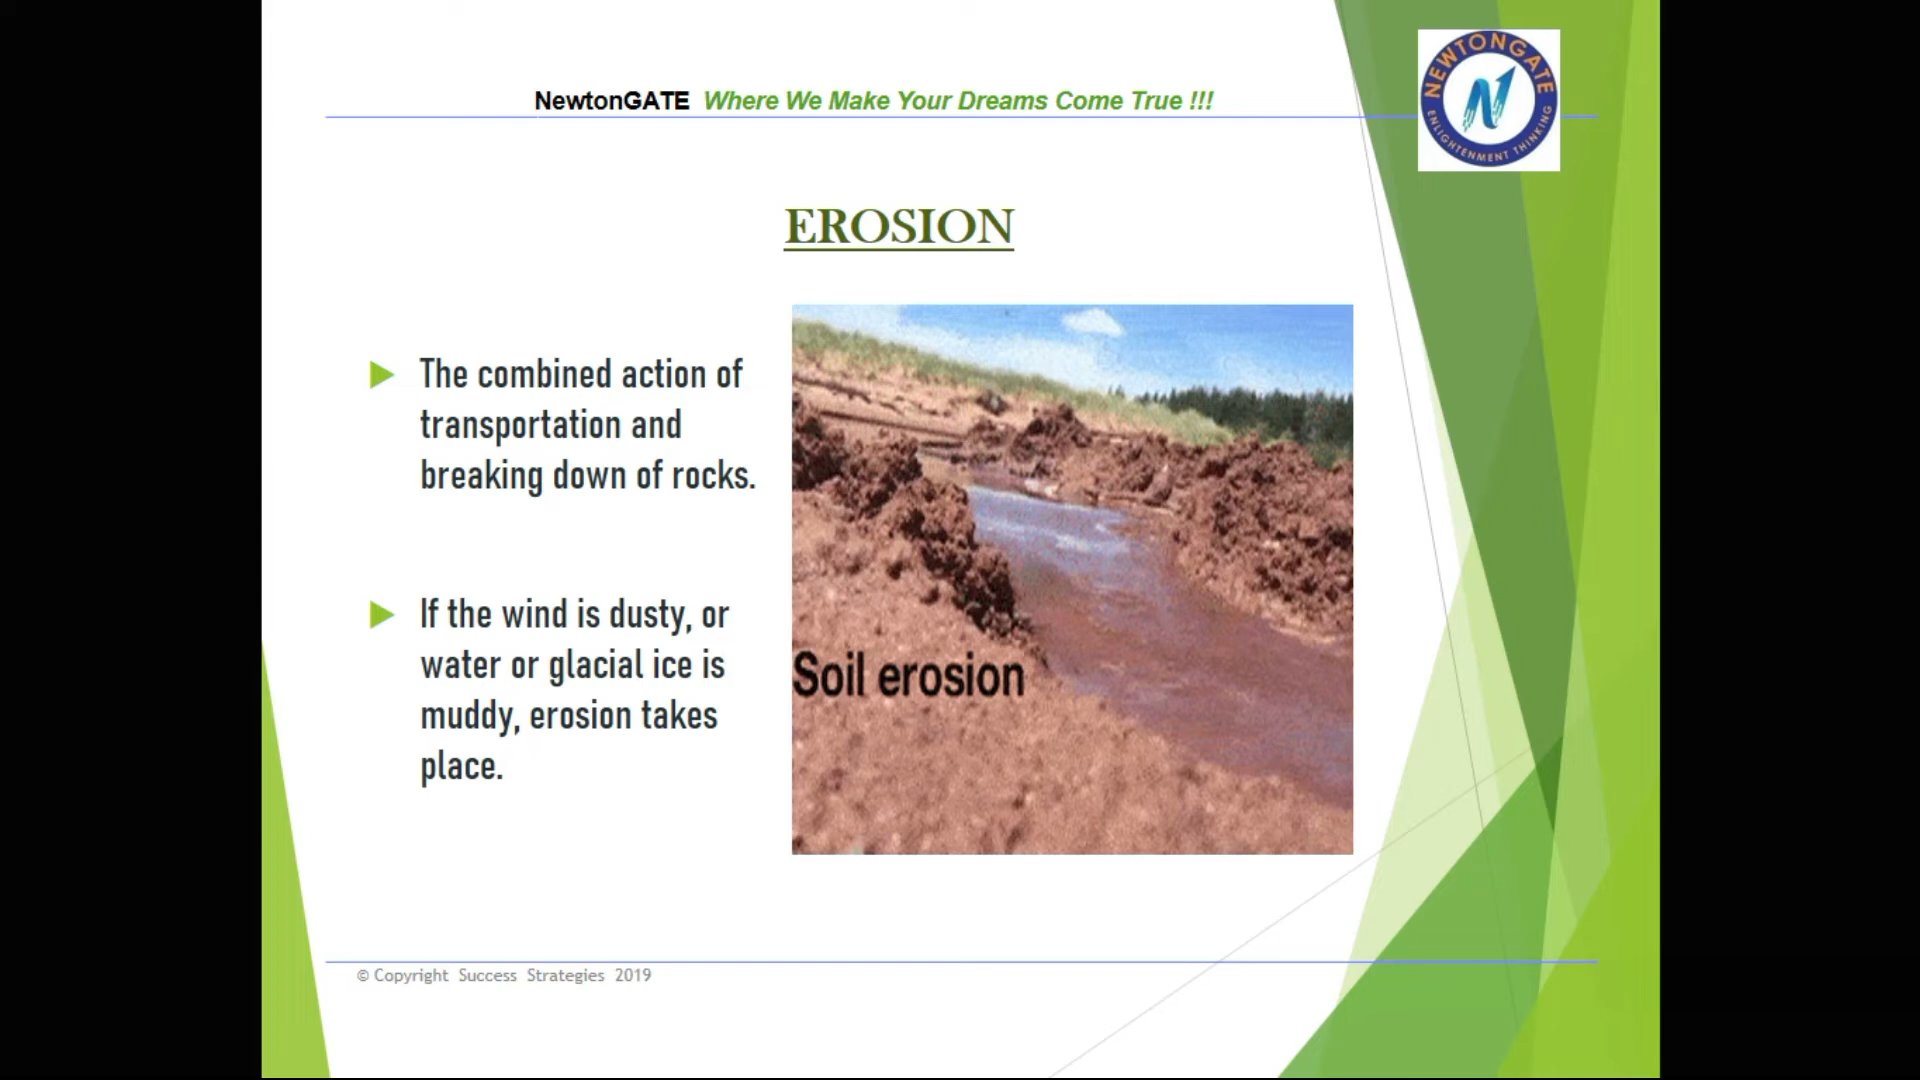 NewtonGATE Where We Make Your Dreams Come True !!!
NEWTONGATE
ENLIGHTENMENT THINKING
EROSION
The combined action of
transportation and
breaking down of rocks.
If the wind is dusty, or
water or glacial ice is
muddy, erosion takes
place.
Soil erosion
© Copyright Success Strategies 2019